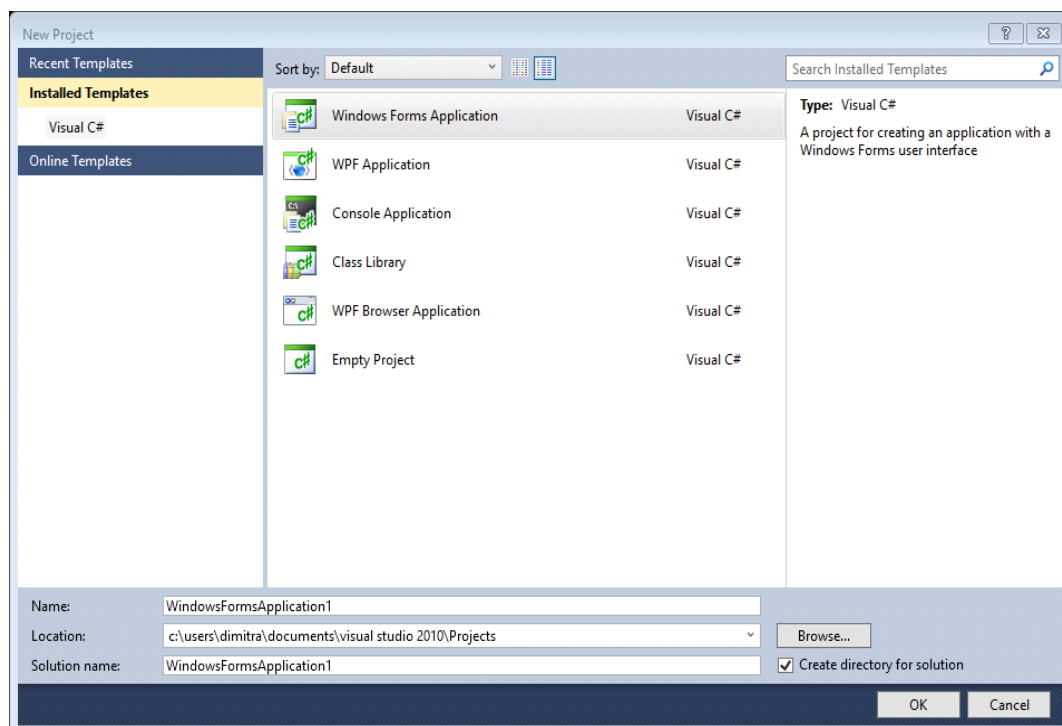 New Project
Recent Templates
Installed Templates
Visual C#
Online Templates
Sort by: Default
Windows Forms Application Visual C#
WPF Application Visual C#
Console Application Visual C#
Class Library Visual C#
WPF Browser Application Visual C#
Empty Project Visual C#
Search Installed Templates
Type: Visual C#
A project for creating an application with a
Windows Forms user interface
Name: WindowsFormsApplication1
Location: c:\users\dimitra\documents\visual studio 2010\Projects Browse...
Solution name: WindowsFormsApplication1 Create directory for solution
OK Cancel